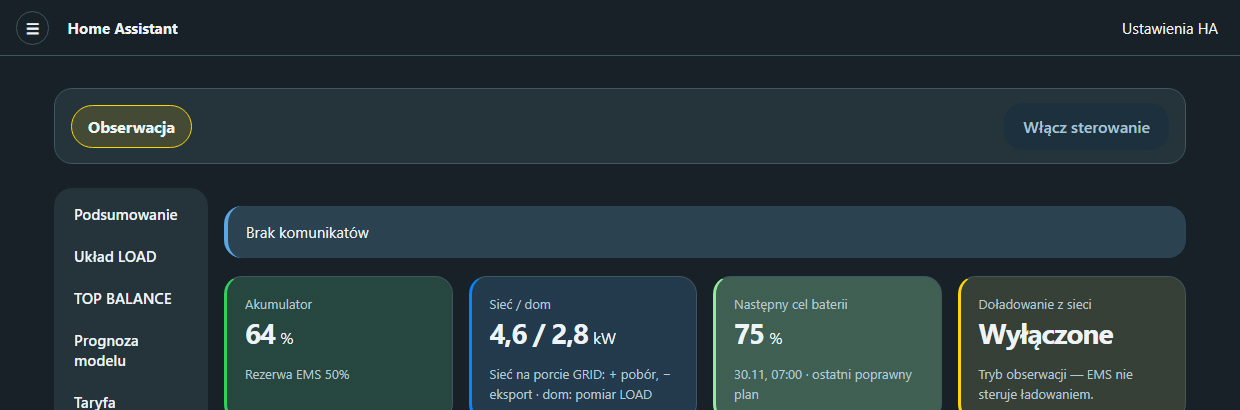 Home Assistant
Ustawienia HA
Obserwacja
Włącz sterowanie
Podsumowanie
Układ LOAD
TOP BALANCE
Prognoza
modelu
Taryfa
Brak komunikatów
Akumulator
64 %
Rezerwa EMS 50%
Sieć / dom
4,6 / 2,8 kW
Sieć na porcie GRID: + pobór, −
eksport · dom: pomiar LOAD
Następny cel baterii
75 %
30.11, 07:00 · ostatni poprawny
plan
Doładowanie z sieci
Wyłączone
Tryb obserwacji — EMS nie
steruje ładowaniem.